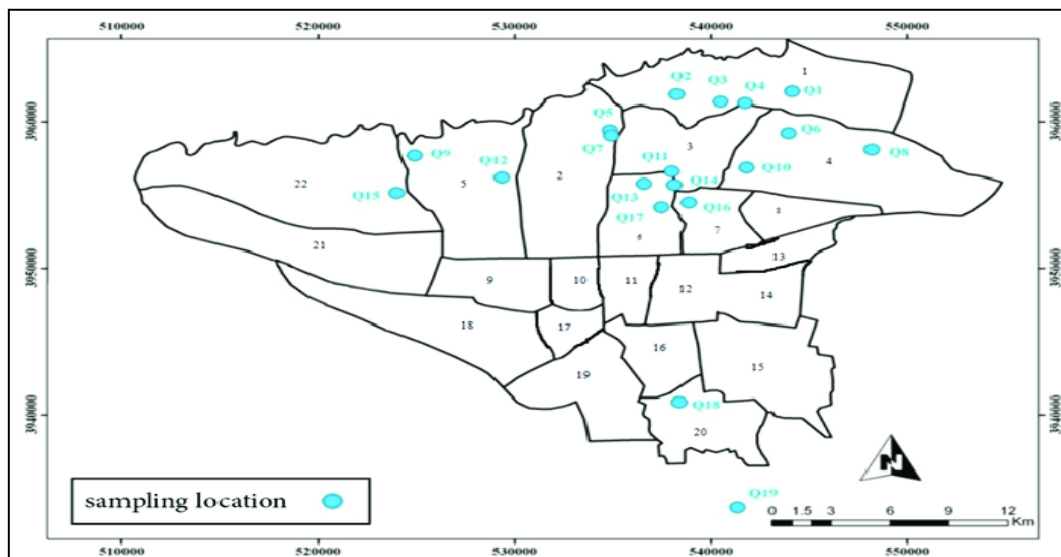 510000 520000 530000 540000 550000
1
Q2 Q3 Q4 Q1
3960000 3960000
Q5 Q6
Q7 3 4 Q8
Q9 Q12 Q11 Q10
22 5 2 Q14
Q15 Q13 Q16
Q17 8
6 7
21
13
3950000 3950000
9 10 11 12 14
18 17
16
19 15
Q18
3940000 3940000
20
N
Q19
sampling location
0 1.5 3 6 9 12
Km
510000 520000 530000 540000 550000